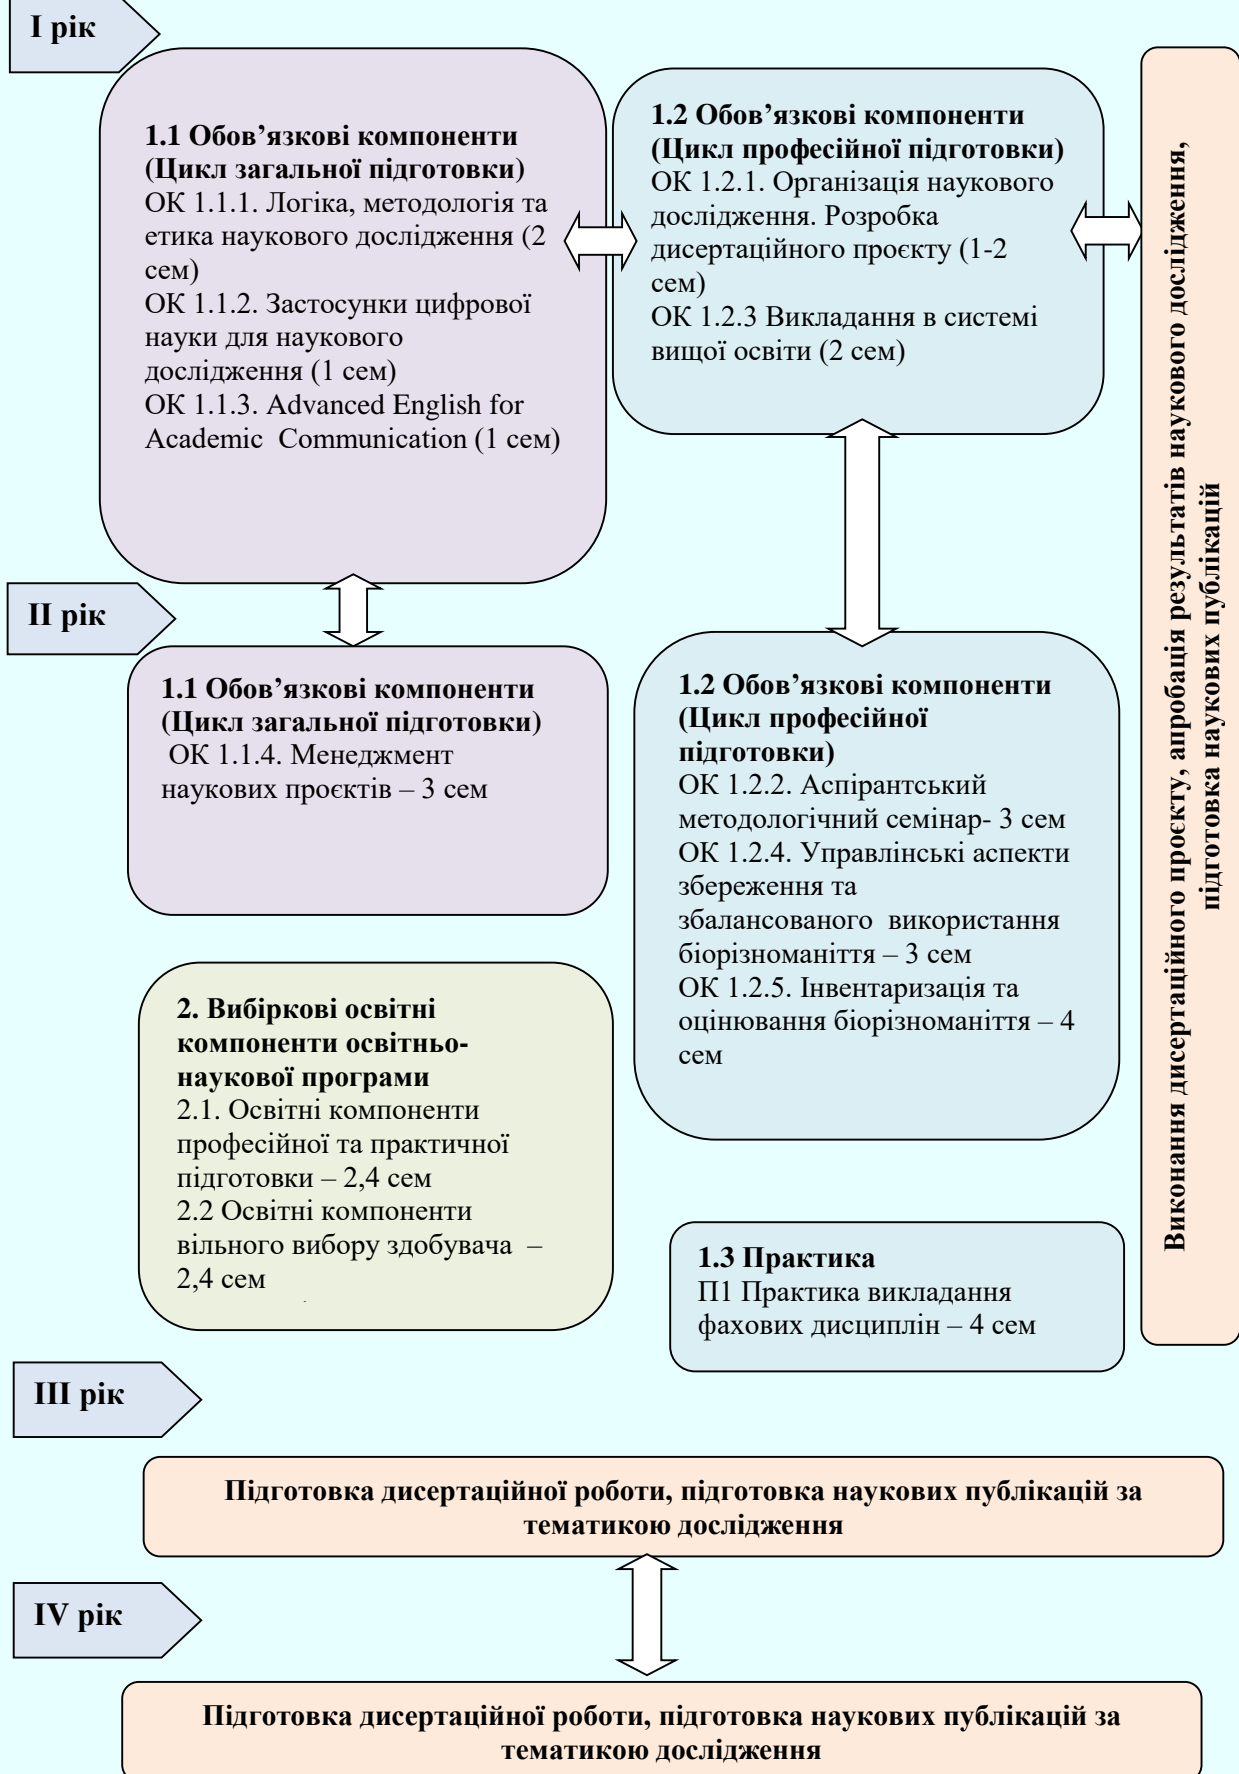 І рік
1.1 Обов’язкові компоненти
(Цикл загальної підготовки)
ОК 1.1.1. Логіка, методологія та
етика наукового дослідження (2
сем)
ОК 1.1.2. Застосунки цифрової
науки для наукового
дослідження (1 сем)
ОК 1.1.3. Advanced English for
Academic Communication (1 сем)
1.2 Обов’язкові компоненти
(Цикл професійної підготовки)
ОК 1.2.1. Організація наукового
дослідження. Розробка
дисертаційного проєкту (1-2
сем)
ОК 1.2.3 Викладання в системі
вищої освіти (2 сем)
Виконання дисертаційного проєкту, апробація результатів наукового дослідження,
підготовка наукових публікацій
ІІ рік
1.1 Обов’язкові компоненти
(Цикл загальної підготовки)
ОК 1.1.4. Менеджмент
наукових проєктів – 3 сем
1.2 Обов’язкові компоненти
(Цикл професійної
підготовки)
ОК 1.2.2. Аспірантський
методологічний семінар- 3 сем
ОК 1.2.4. Управлінські аспекти
збереження та
збалансованого використання
біорізноманіття – 3 сем
ОК 1.2.5. Інвентаризація та
оцінювання біорізноманіття – 4
сем
2. Вибіркові освітні
компоненти освітньо-
наукової програми
2.1. Освітні компоненти
професійної та практичної
підготовки – 2,4 сем
2.2 Освітні компоненти
вільного вибору здобувача –
2,4 сем
1.3 Практика
П1 Практика викладання
фахових дисциплін – 4 сем
ІІІ рік
Підготовка дисертаційної роботи, підготовка наукових публікацій за
тематикою дослідження
IV рік
Підготовка дисертаційної роботи, підготовка наукових публікацій за
тематикою дослідження